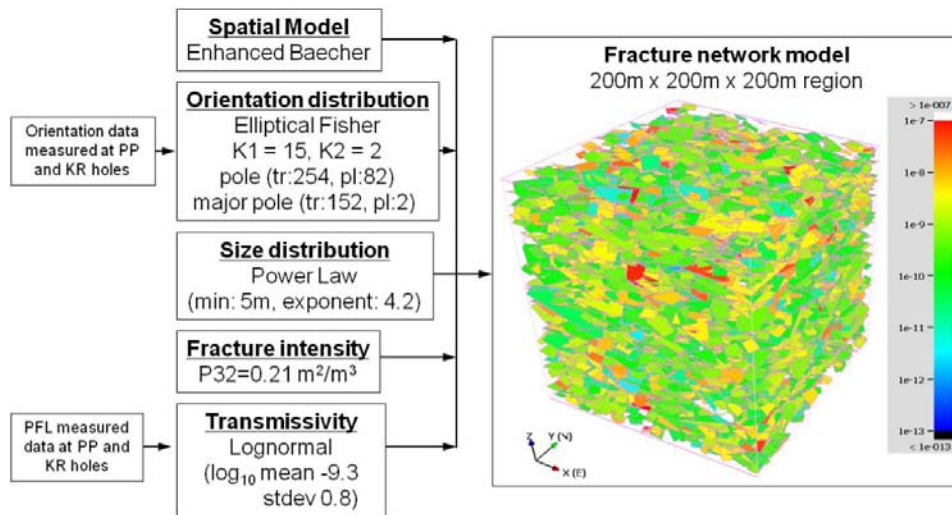 Spatial Model
Enhanced Baecher
Orientation distribution
Elliptical Fisher
K1 = 15, K2 = 2
pole (tr:254, pl:82)
major pole (tr:152, pl:2)
Orientation data
measured at PP
and KR holes
Size distribution
Power Law
(min: 5m, exponent: 4.2)
Fracture intensity
P32=0.21 m²/m³
PFL measured
data at PP and
KR holes
Transmissivity
Lognormal
(log₁₀ mean -9.3
stdev 0.8)
Fracture network model
200m x 200m x 200m region
> 1e-007
1e-7
1e-8
1e-9
1e-10
1e-11
1e-12
1e-13
< 1e-013
Z
Y (N)
X (E)